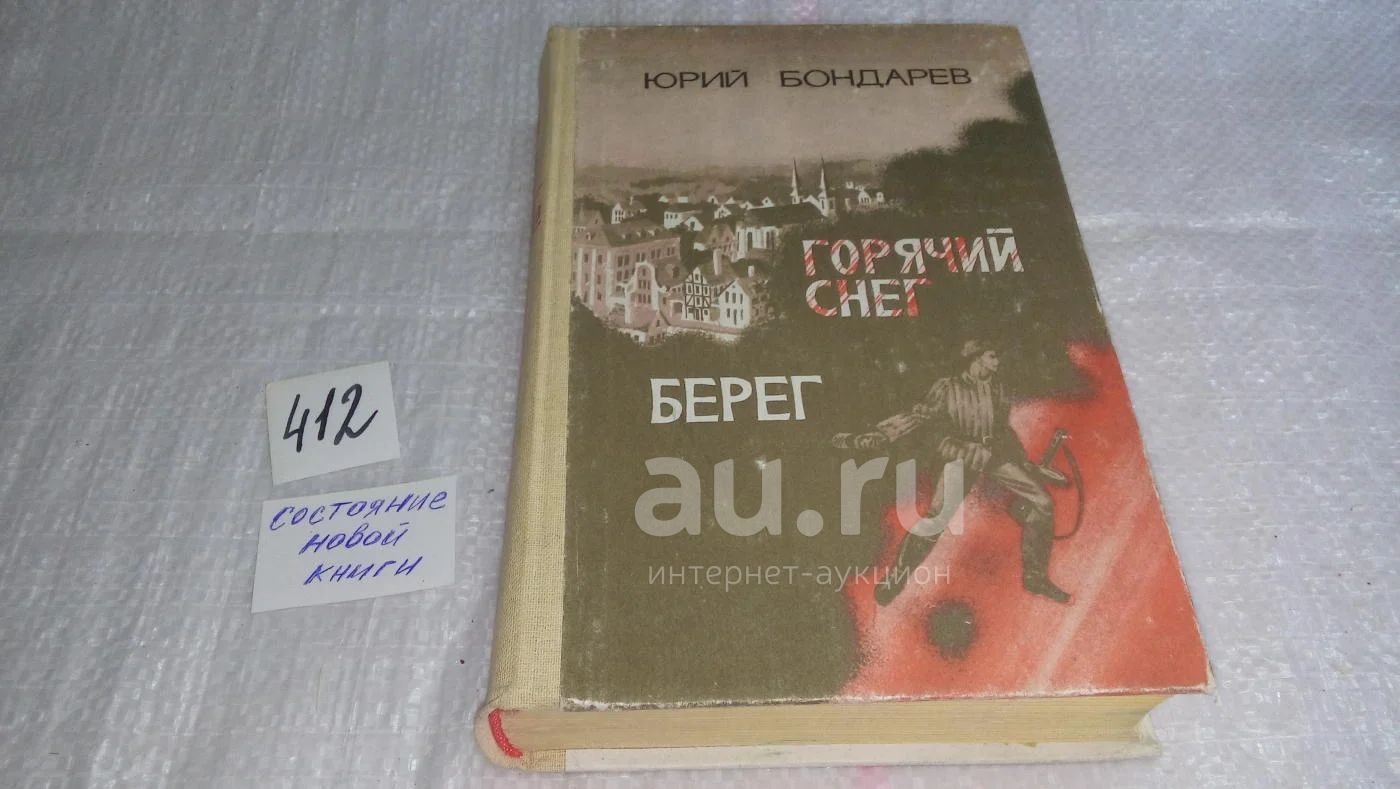 ЮРИЙ БОНДАРЕВ
ГОРЯЧИЙ
СНЕГ
БЕРЕГ
412
состояние
новой
книги
au.ru
интернет-аукцион